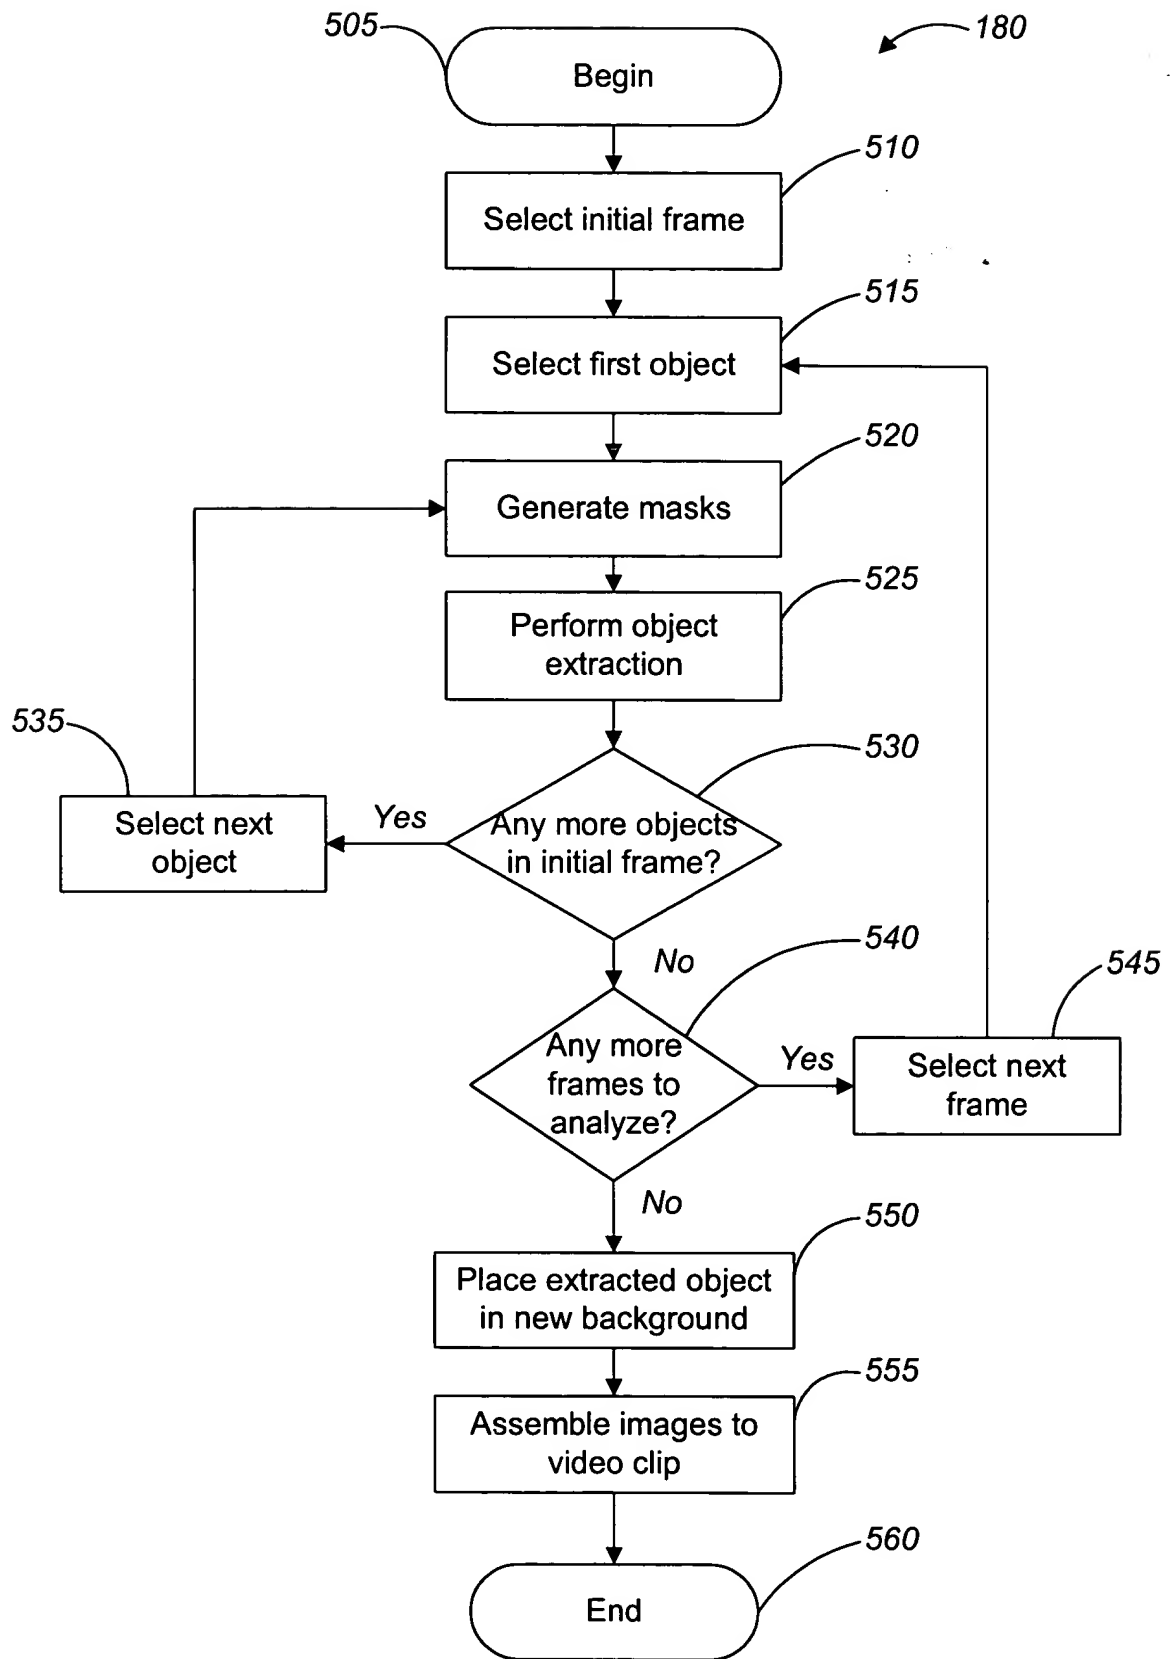 505
180
Begin
510
Select initial frame
515
Select first object
520
Generate masks
525
Perform object
extraction
535
530
Select next
object
Yes
Any more objects
in initial frame?
No
540
545
Any more
frames to
analyze?
Yes
Select next
frame
No
550
Place extracted object
in new background
555
Assemble images to
video clip
560
End